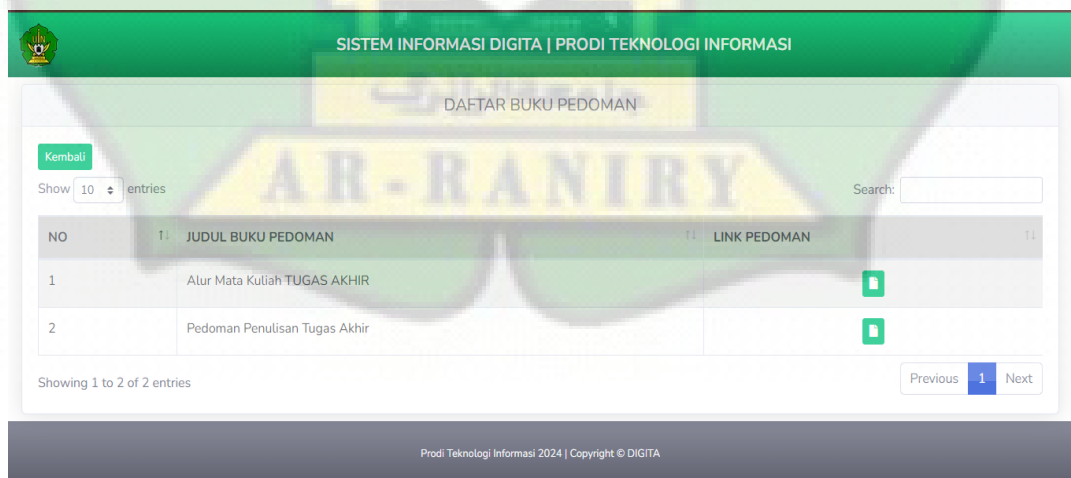 SISTEM INFORMASI DIGITA | PRODI TEKNOLOGI INFORMASI
DAFTAR BUKU PEDOMAN
Kembali
AR-RANIRY
Show 10 entries
Search:
NO JUDUL BUKU PEDOMAN LINK PEDOMAN
1 Alur Mata Kuliah TUGAS AKHIR
2 Pedoman Penulisan Tugas Akhir
Showing 1 to 2 of 2 entries
Previous 1 Next
Prodi Teknologi Informasi 2024 | Copyright © DIGITA